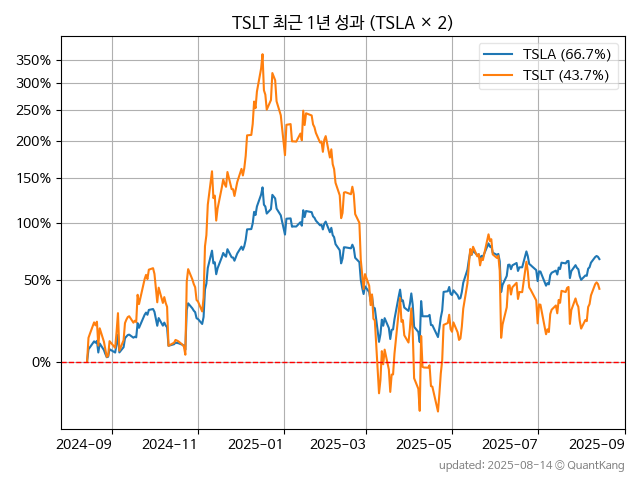 TSLT 최근 1년 성과 (TSLA × 2)
TSLA (66.7%)
TSLT (43.7%)
350%
300%
250%
200%
150%
100%
50%
0%
2024-09 2024-11 2025-01 2025-03 2025-05 2025-07 2025-09
updated: 2025-08-14 © QuantKang